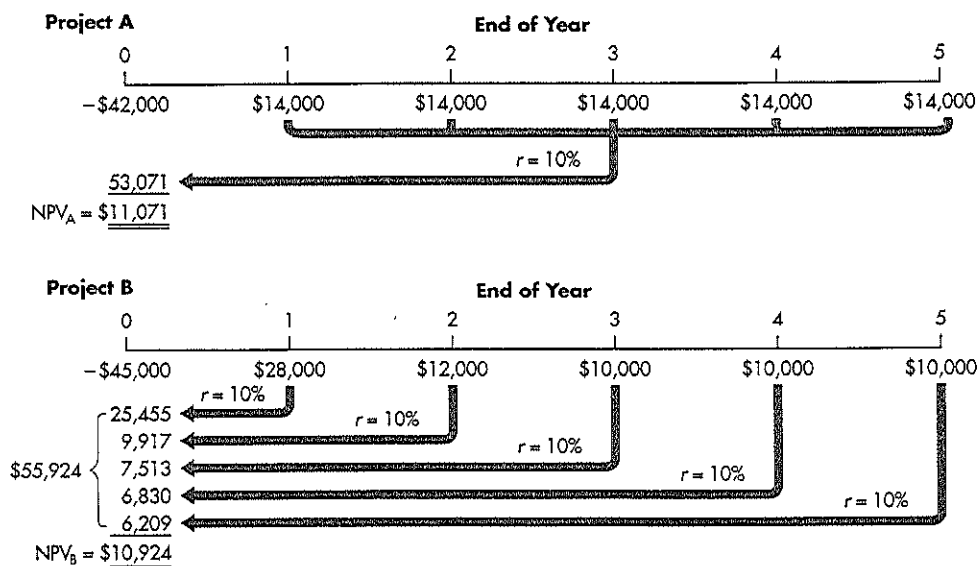 Project A End of Year
0 1 2 3 4 5
−$42,000 $14,000 $14,000 $14,000 $14,000 $14,000
r = 10%
53,071
NPVA = $11,071
Project B End of Year
0 1 2 3 4 5
−$45,000 $28,000 $12,000 $10,000 $10,000 $10,000
r = 10%
25,455
r = 10%
9,917
r = 10%
$55,924 7,513
r = 10%
6,830
r = 10%
6,209
NPVB = $10,924